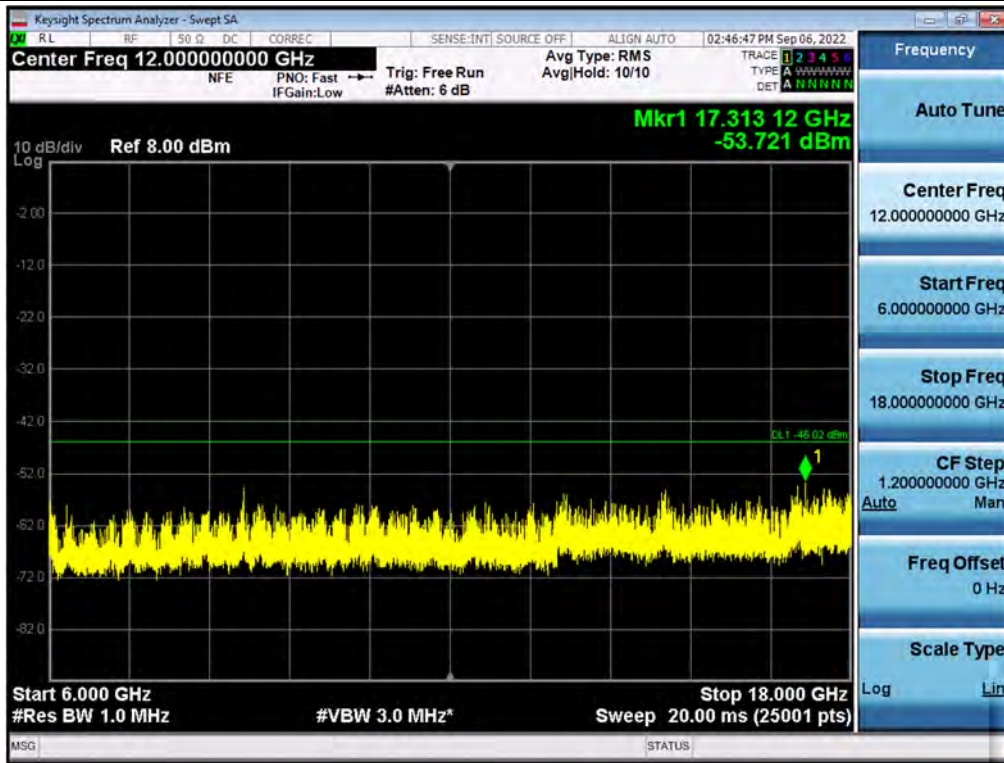 Keysight Spectrum Analyzer - Swept SA
LXI RL RF 50 Ω DC CORREC SENSE:INT SOURCE OFF ALIGN AUTO 02:46:47 PM Sep 06, 2022
Center Freq 12.000000000 GHz
NFE PNO: Fast IFGain:Low
Trig: Free Run
#Atten: 6 dB
Avg Type: RMS
Avg|Hold: 10/10
TRACE 1 2 3 4 5 6
TYPE A WWWWW
DET A N N N N N
Mkr1 17.313 12 GHz
-53.721 dBm
10 dB/div Ref 8.00 dBm
Log
-2.00
-12.0
-22.0
-32.0
-42.0
DL1 -46.02 dBm
1
-52.0
-62.0
-72.0
-82.0
Start 6.000 GHz Stop 18.000 GHz
#Res BW 1.0 MHz #VBW 3.0 MHz* Sweep 20.00 ms (25001 pts)
MSG STATUS
Frequency
Auto Tune
Center Freq
12.000000000 GHz
Start Freq
6.000000000 GHz
Stop Freq
18.000000000 GHz
CF Step
1.200000000 GHz
Auto Man
Freq Offset
0 Hz
Scale Type
Log Lin